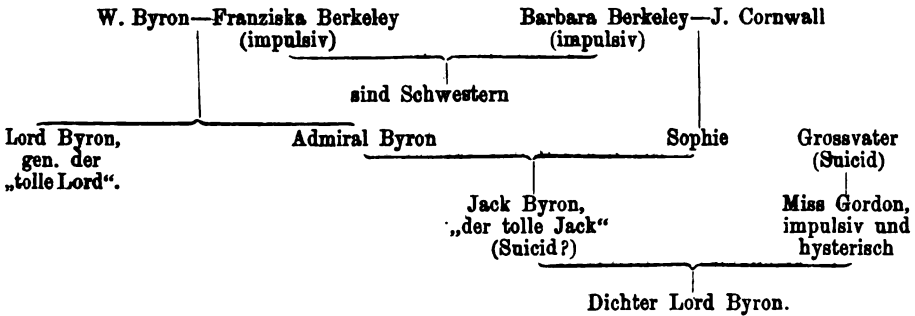 W. Byron—Franziska Berkeley Barbara Berkeley—J. Cornwall
(impulsiv) (impulsiv)
sind Schwestern
Lord Byron, Admiral Byron Sophie Grossvater
gen. der (Suicid)
„tolle Lord“.
Jack Byron, Miss Gordon,
„der tolle Jack“ impulsiv und
(Suicid?) hysterisch
Dichter Lord Byron.